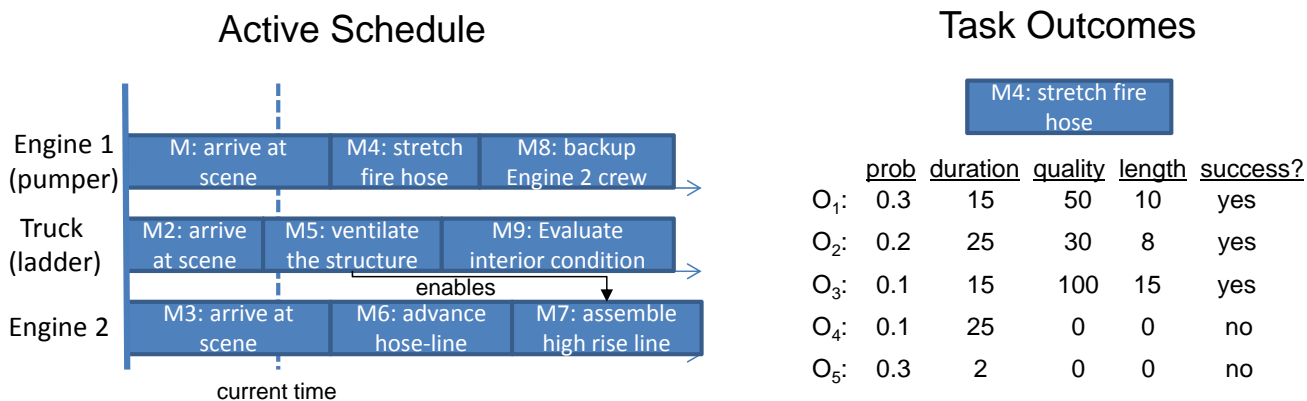 Active Schedule
Engine 1
(pumper)
M: arrive at
scene
M4: stretch
fire hose
M8: backup
Engine 2 crew
Truck
(ladder)
M2: arrive
at scene
M5: ventilate
the structure
M9: Evaluate
interior condition
enables
Engine 2
M3: arrive at
scene
M6: advance
hose-line
M7: assemble
high rise line
current time
Task Outcomes
M4: stretch fire
hose
prob duration quality length success?
O₁: 0.3 15 50 10 yes
O₂: 0.2 25 30 8 yes
O₃: 0.1 15 100 15 yes
O₄: 0.1 25 0 0 no
O₅: 0.3 2 0 0 no